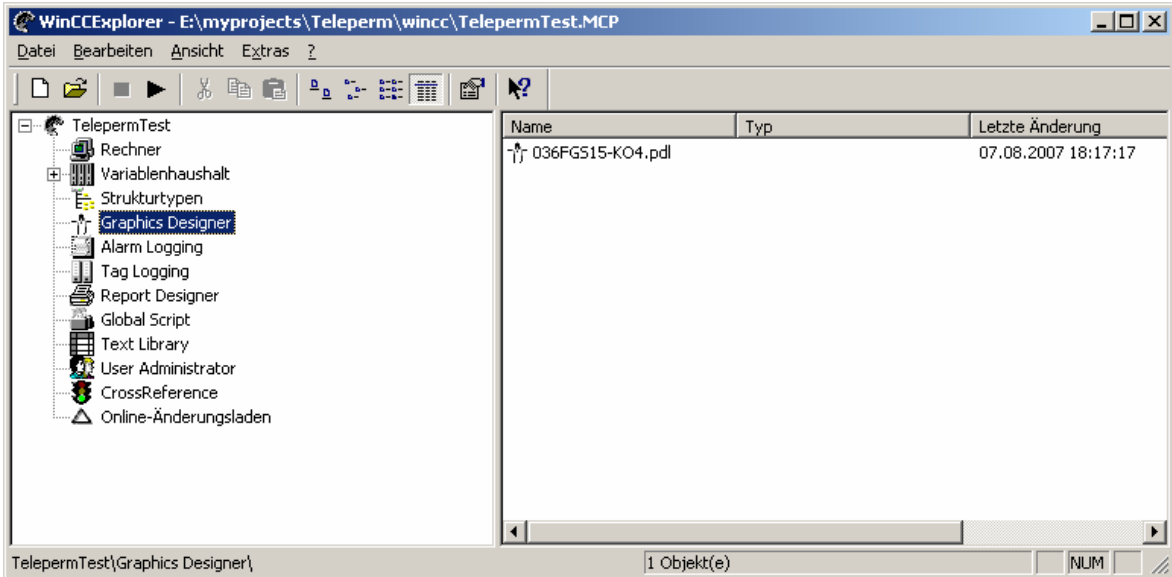 WinCCExplorer - E:\myprojects\Teleperm\wincc\TelepermTest.MCP
Datei Bearbeiten Ansicht Extras ?
TelepermTest
Rechner
Variablenhaushalt
Strukturtypen
Graphics Designer
Alarm Logging
Tag Logging
Report Designer
Global Script
Text Library
User Administrator
CrossReference
Online-Änderungsladen
Name Typ Letzte Änderung
036FGS15-KO4.pdl 07.08.2007 18:17:17
TelepermTest\Graphics Designer\ 1 Objekt(e) NUM